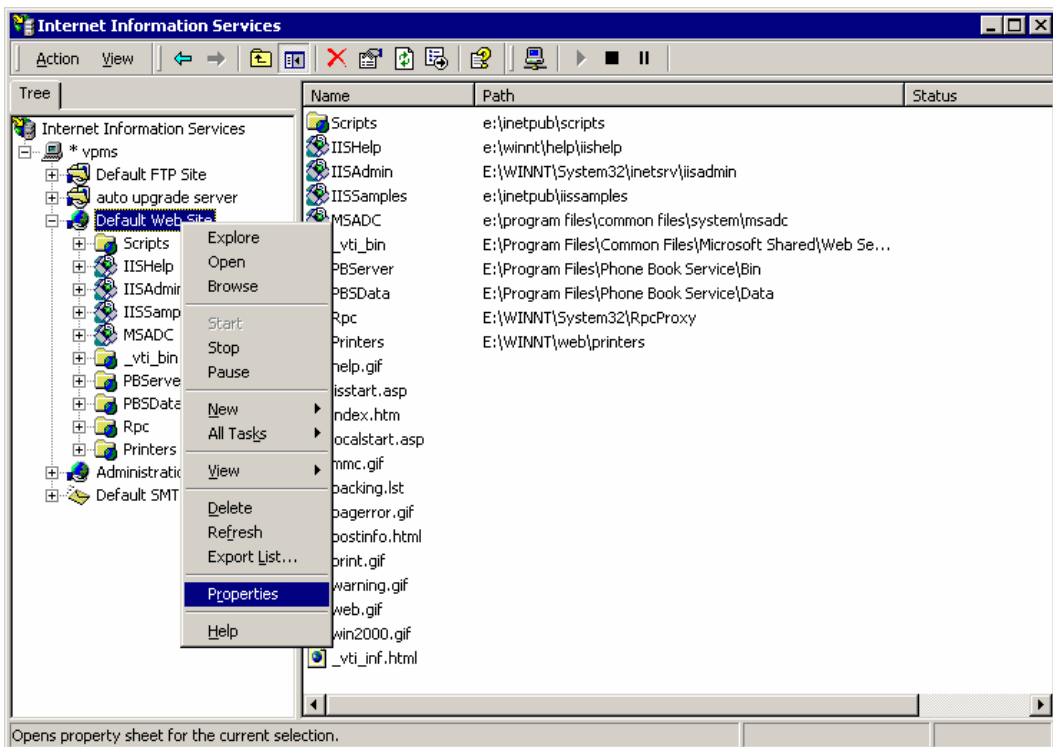 Internet Information Services
Action View
Tree
Name Path Status
Internet Information Services
* vpms
Default FTP Site
auto upgrade server
Default Web Site
Scripts
IISHelp
IISAdmin
IISSamp
MSADC
_vti_bin
PBServe
PBSData
Rpc
Printers
Administratio
Default SMT
Explore
Open
Browse
Start
Stop
Pause
New
All Tasks
View
Delete
Refresh
Export List...
Properties
Help
Scripts e:\inetpub\scripts
IISHelp e:\winnt\help\iishelp
IISAdmin E:\WINNT\System32\inetsrv\iisadmin
IISSamples e:\inetpub\iissamples
MSADC e:\program files\common files\system\msadc
_vti_bin E:\Program Files\Common Files\Microsoft Shared\Web Se...
PBServer E:\Program Files\Phone Book Service\Bin
PBSData E:\Program Files\Phone Book Service\Data
Rpc E:\WINNT\System32\RpcProxy
Printers E:\WINNT\web\printers
help.gif
isstart.asp
index.htm
ocalstart.asp
mmc.gif
packing.lst
pagerror.gif
postinfo.html
print.gif
warning.gif
web.gif
win2000.gif
_vti_inf.html
Opens property sheet for the current selection.